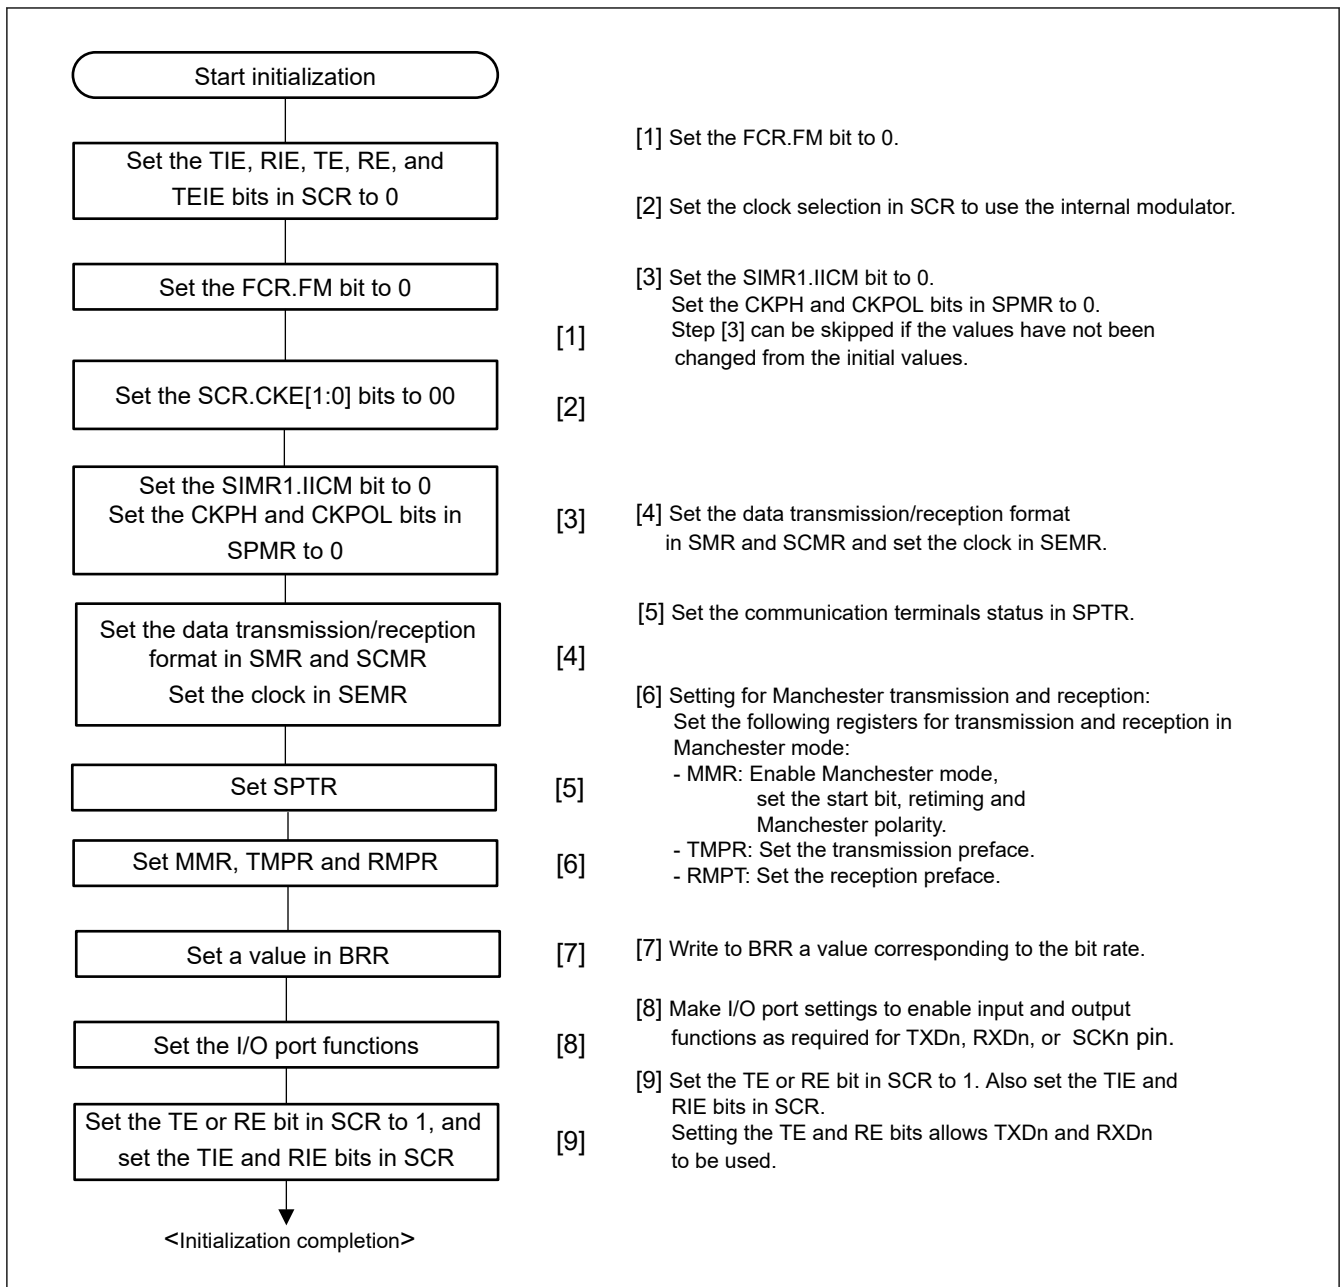 Start initialization
Set the TIE, RIE, TE, RE, and
TEIE bits in SCR to 0
Set the FCR.FM bit to 0
[1]
Set the SCR.CKE[1:0] bits to 00
[2]
Set the SIMR1.IICM bit to 0
Set the CKPH and CKPOL bits in
SPMR to 0
[3]
Set the data transmission/reception
format in SMR and SCMR
Set the clock in SEMR
[4]
Set SPTR
[5]
Set MMR, TMPR and RMPR
[6]
Set a value in BRR
[7]
Set the I/O port functions
[8]
Set the TE or RE bit in SCR to 1, and
set the TIE and RIE bits in SCR
[9]
<Initialization completion>
[1] Set the FCR.FM bit to 0.
[2] Set the clock selection in SCR to use the internal modulator.
[3] Set the SIMR1.IICM bit to 0.
Set the CKPH and CKPOL bits in SPMR to 0.
Step [3] can be skipped if the values have not been
changed from the initial values.
[4] Set the data transmission/reception format
in SMR and SCMR and set the clock in SEMR.
[5] Set the communication terminals status in SPTR.
[6] Setting for Manchester transmission and reception:
Set the following registers for transmission and reception in
Manchester mode:
- MMR: Enable Manchester mode,
set the start bit, retiming and
Manchester polarity.
- TMPR: Set the transmission preface.
- RMPT: Set the reception preface.
[7] Write to BRR a value corresponding to the bit rate.
[8] Make I/O port settings to enable input and output
functions as required for TXDn, RXDn, or SCKn pin.
[9] Set the TE or RE bit in SCR to 1. Also set the TIE and
RIE bits in SCR.
Setting the TE and RE bits allows TXDn and RXDn
to be used.